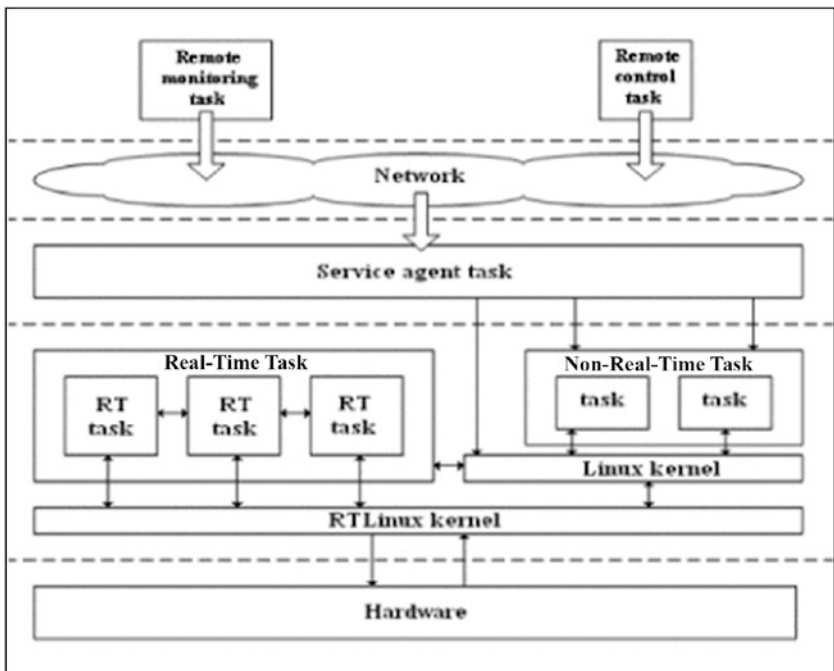 Remote
monitoring
task
Remote
control
task
Network
Service agent task
Real-Time Task
RT
task
RT
task
RT
task
Non-Real-Time Task
task
task
Linux kernel
RTLinux kernel
Hardware